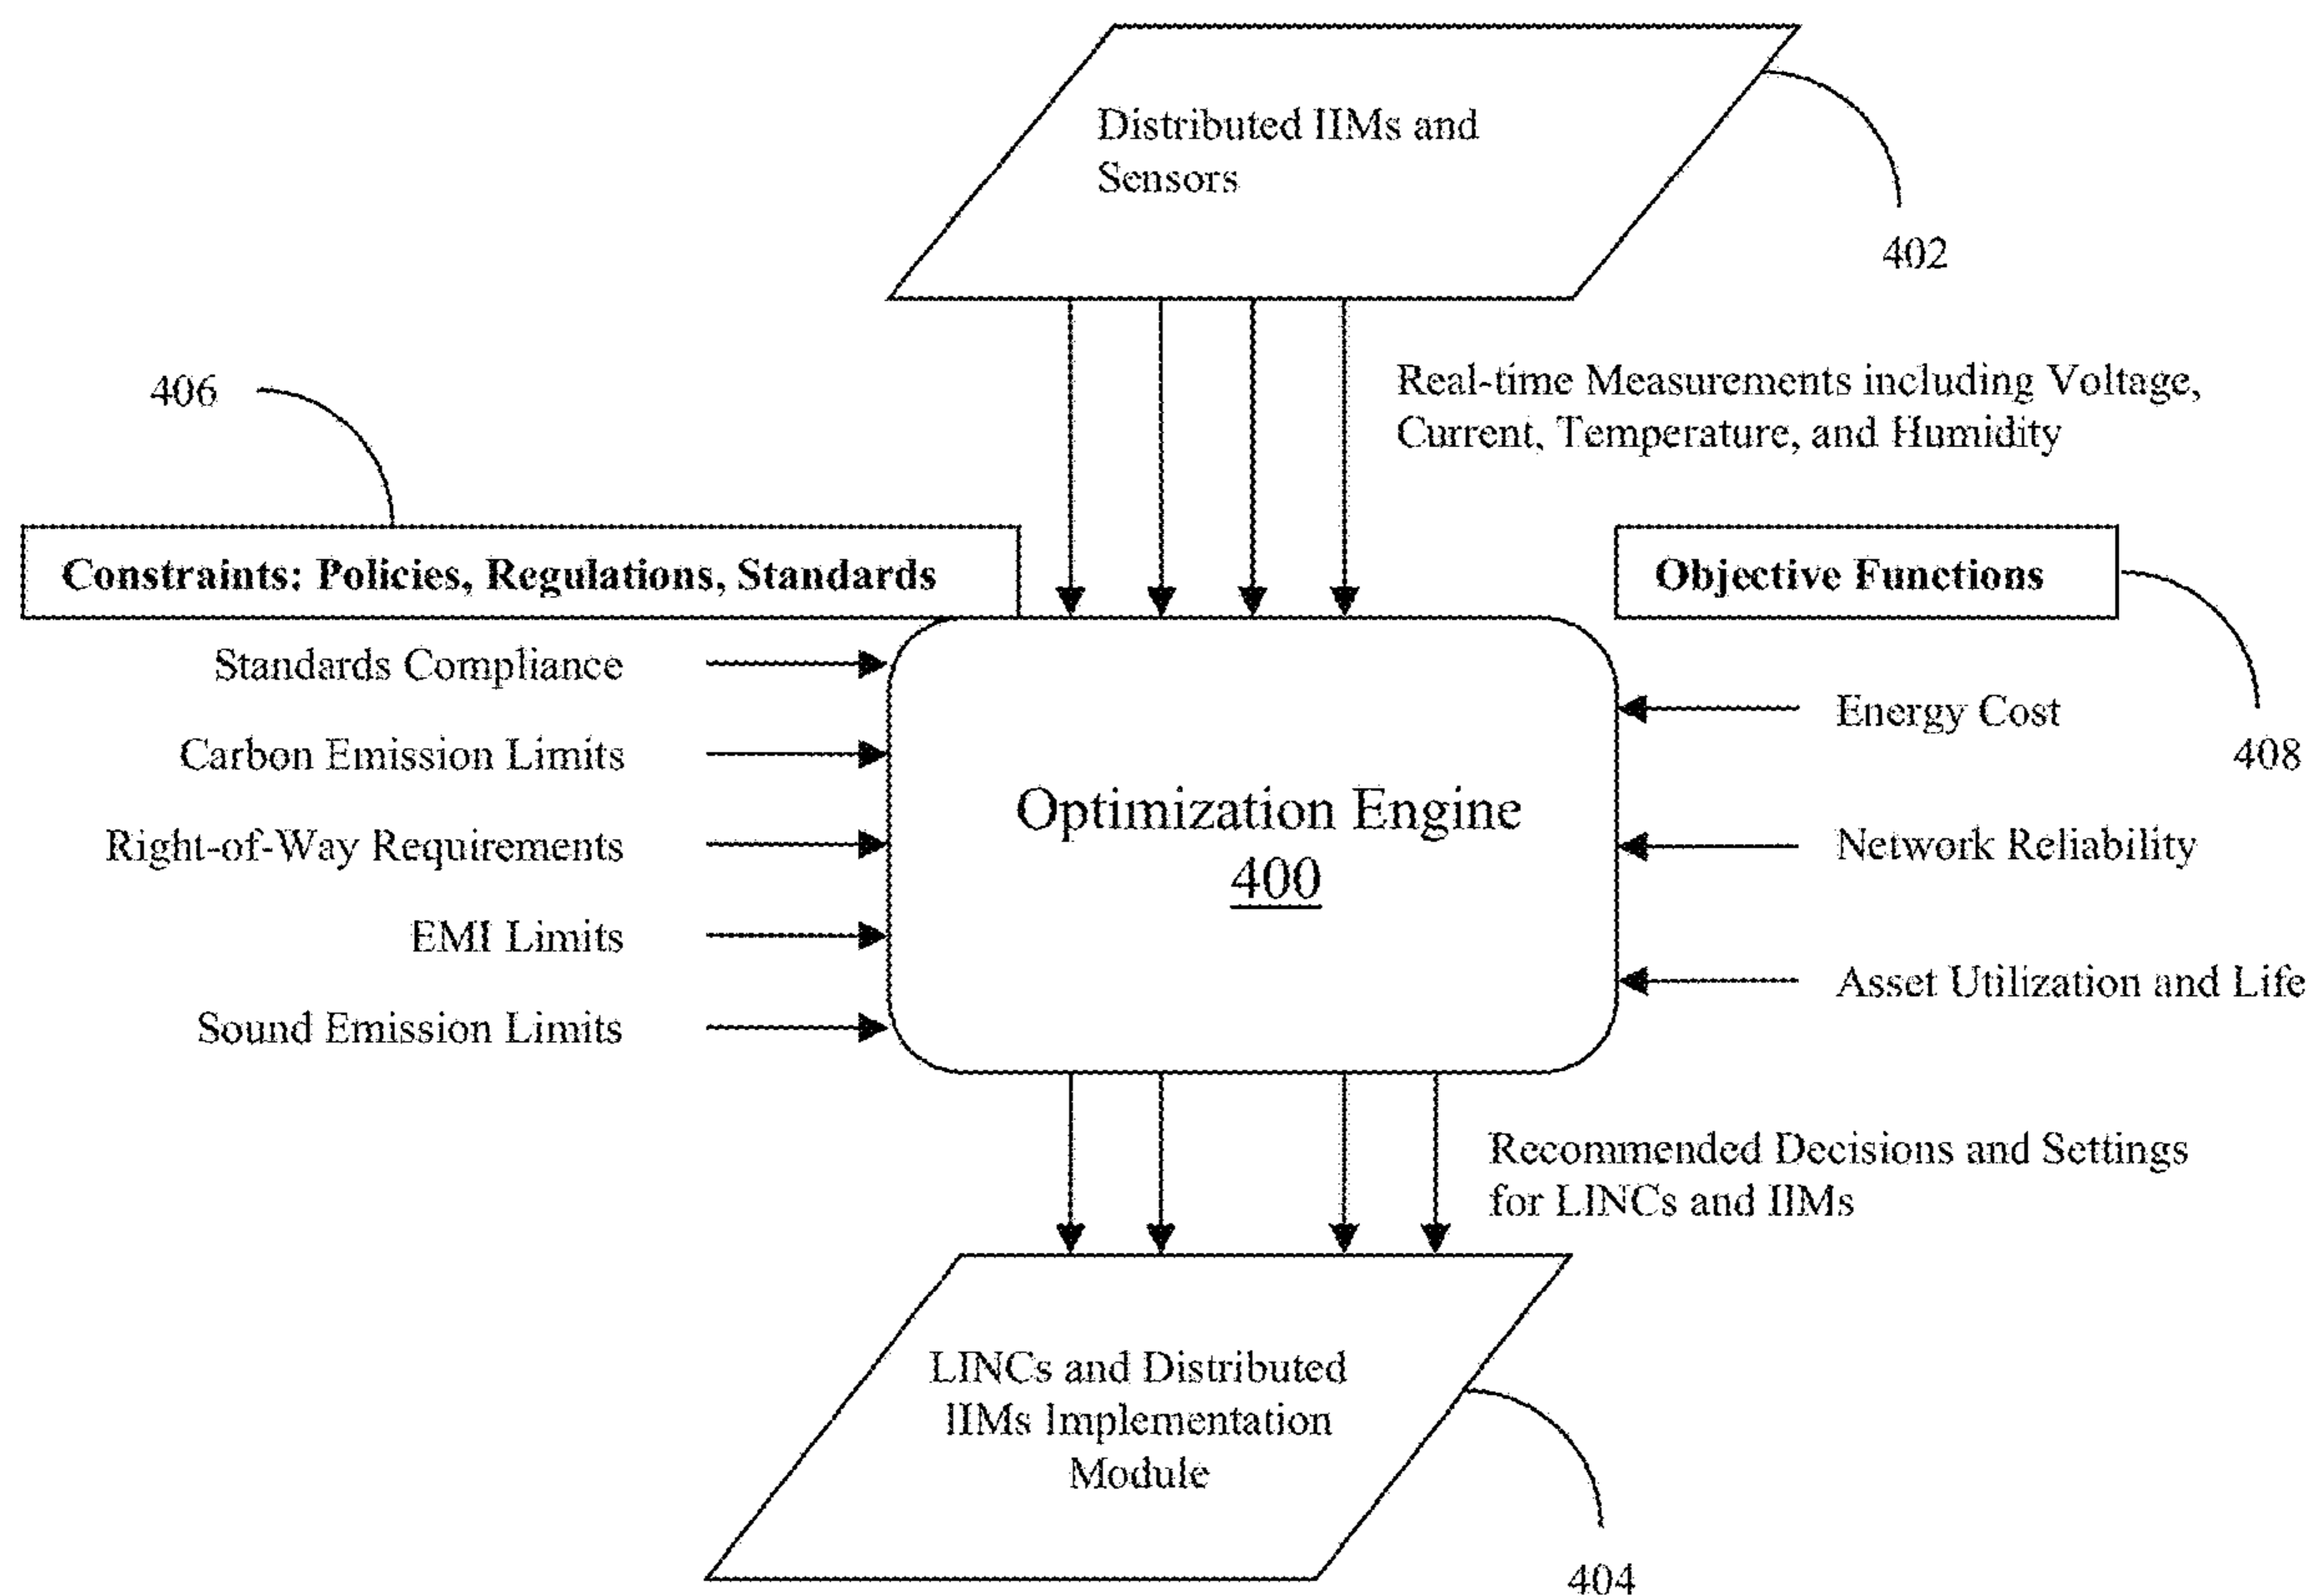 Distributed IIMs and
Sensors
402
Real-time Measurements including Voltage,
Current, Temperature, and Humidity
406
Constraints: Policies, Regulations, Standards
Objective Functions
408
Standards Compliance
Carbon Emission Limits
Right-of-Way Requirements
EMI Limits
Sound Emission Limits
Optimization Engine
400
Energy Cost
Network Reliability
Asset Utilization and Life
Recommended Decisions and Settings
for LINCs and IIMs
LINCs and Distributed
IIMs Implementation
Module
404